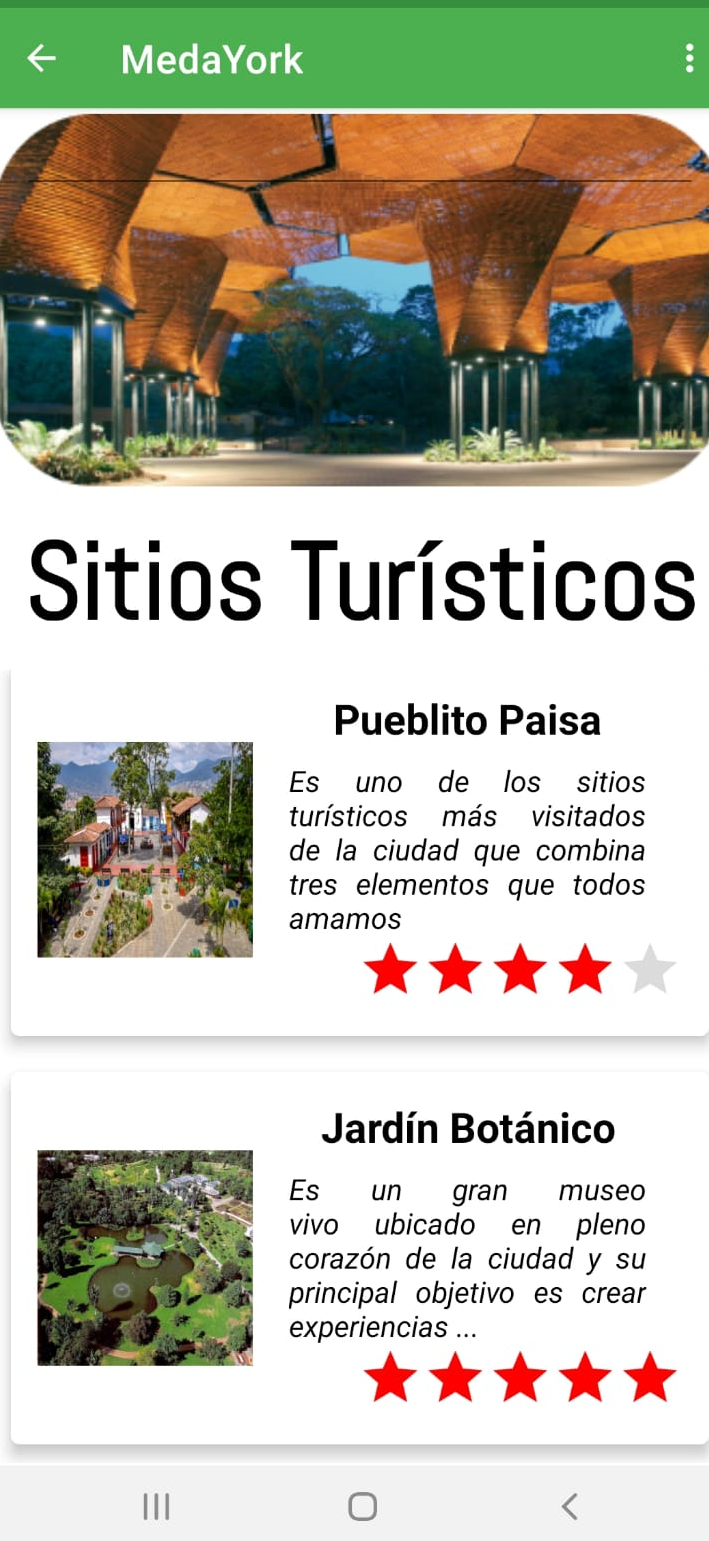 MedaYork
Sitios Turísticos
Pueblito Paisa
Es uno de los sitios
turísticos más visitados
de la ciudad que combina
tres elementos que todos
amamos
Jardín Botánico
Es un gran museo
vivo ubicado en pleno
corazón de la ciudad y su
principal objetivo es crear
experiencias ...